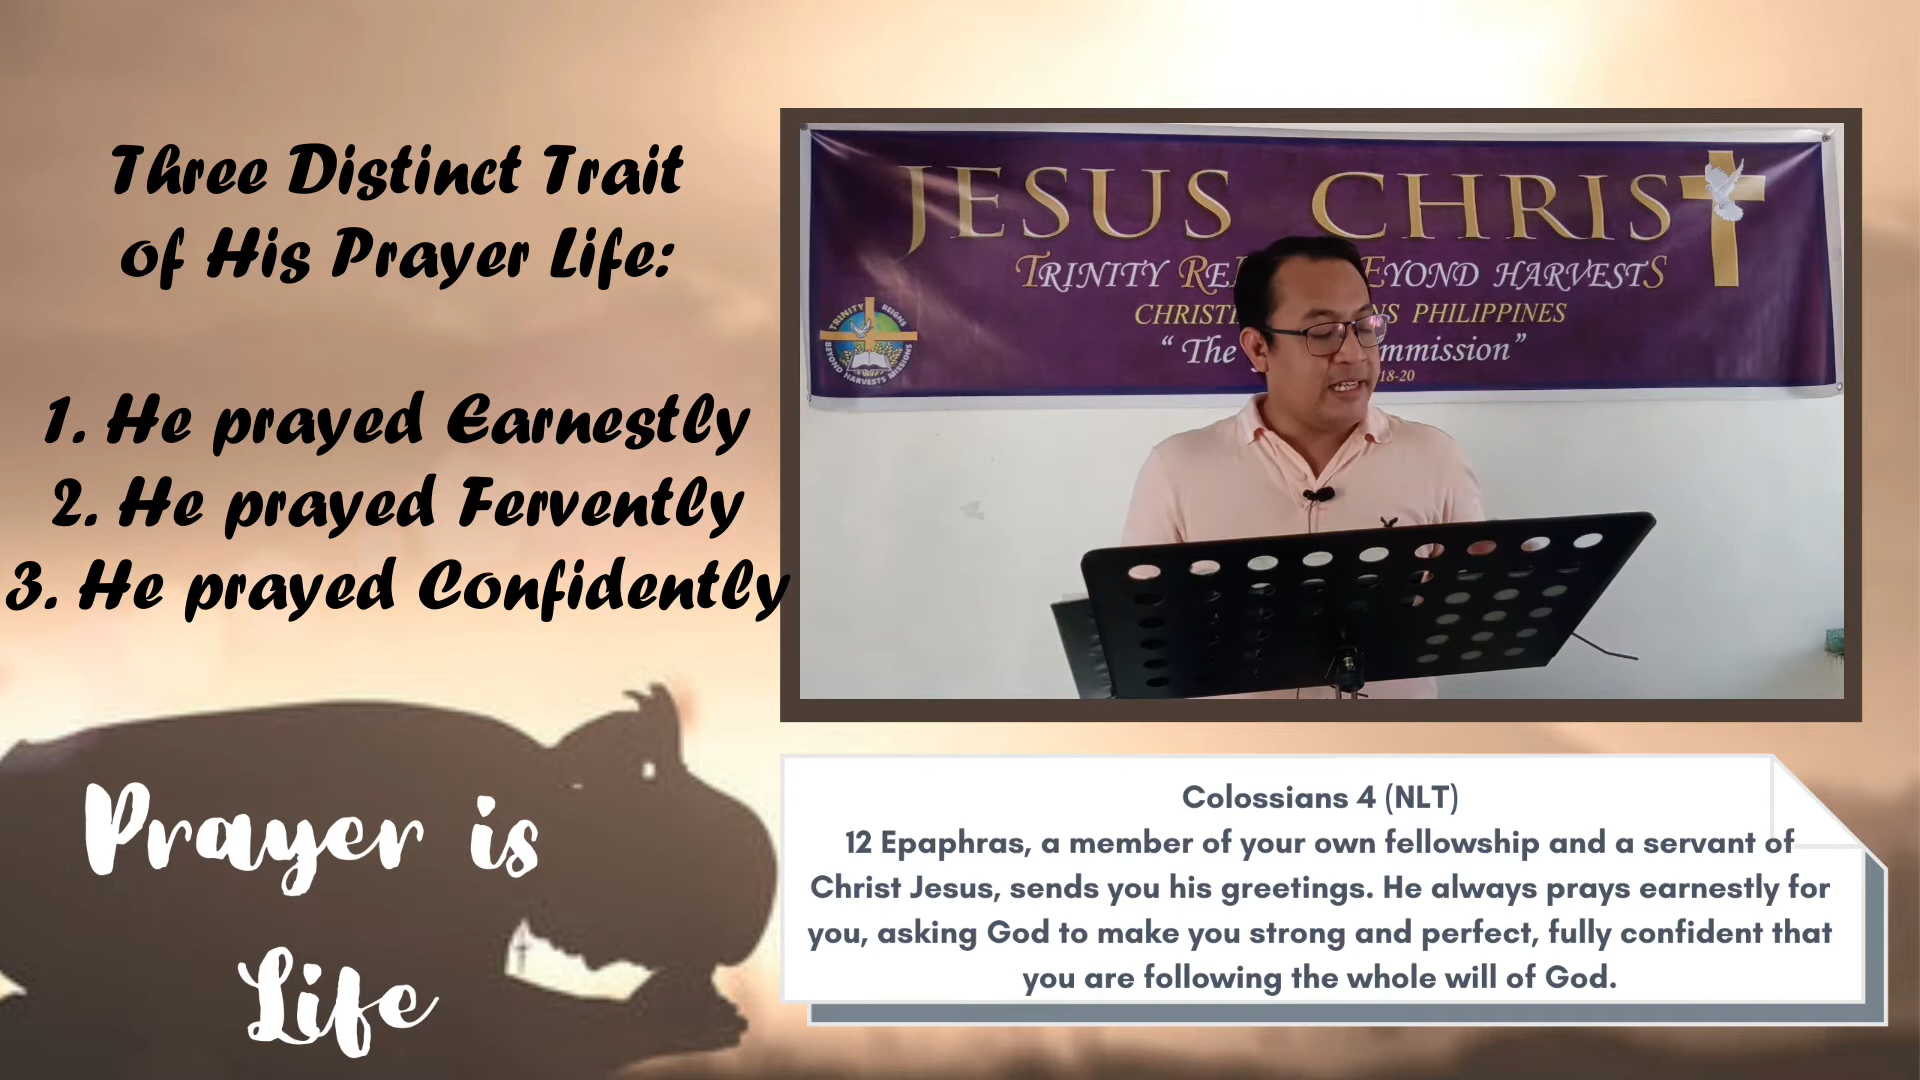 Three Distinct Trait
of His Prayer Life:
1. He prayed Earnestly
2. He prayed Fervently
3. He prayed Confidently
Prayer is
Life
JESUS CHRIST
TRINITY EYOND HARVESTS
PHILIPPINES
“ The mmission”
18-20
TRINITY REIGNS
BEYOND HARVESTS MISSIONS
Colossians 4 (NLT)
12 Epaphras, a member of your own fellowship and a servant of
Christ Jesus, sends you his greetings. He always prays earnestly for
you, asking God to make you strong and perfect, fully confident that
you are following the whole will of God.